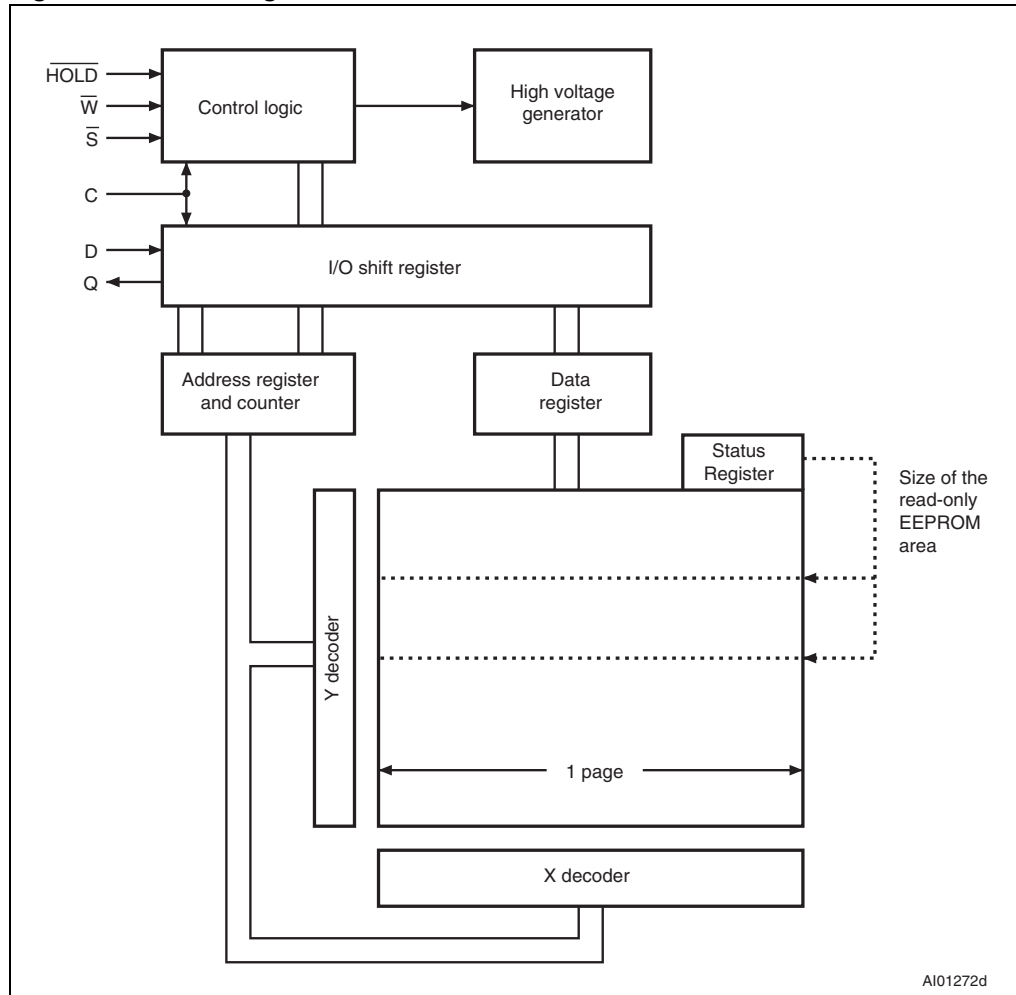 H̅O̅L̅D̅
W̅
S̅
C
D
Q
Control logic
High voltage
generator
I/O shift register
Address register
and counter
Data
register
Status
Register
Size of the
read-only
EEPROM
area
Y decoder
1 page
X decoder
AI01272d